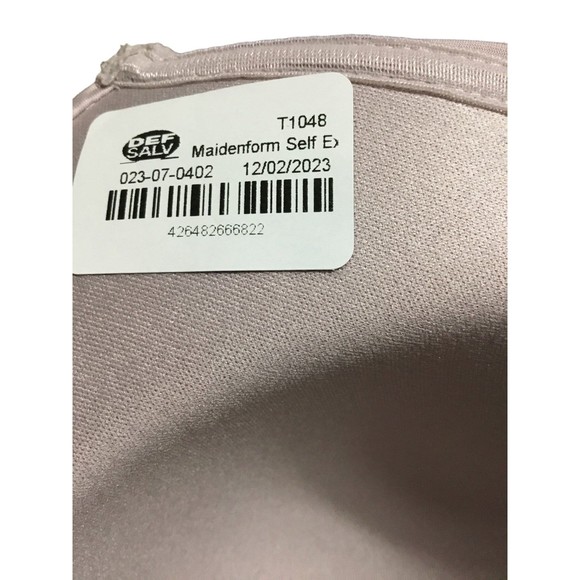 T1048
DEF
SALV
Maidenform Self Ex
023-07-0402 12/02/2023
426482666822